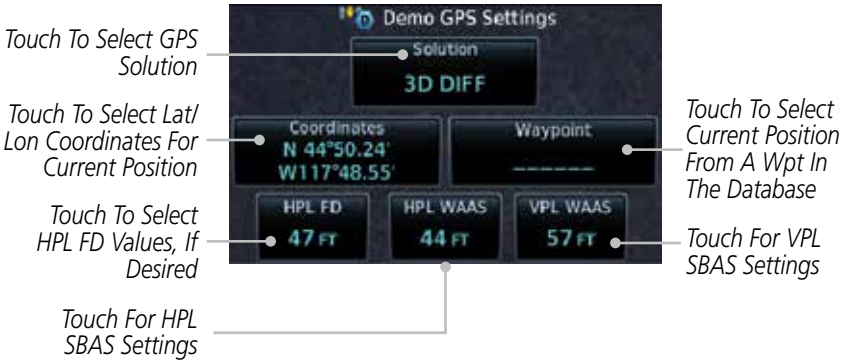 Demo GPS Settings
Touch To Select GPS
Solution
Solution
3D DIFF
Touch To Select Lat/
Lon Coordinates For
Current Position
Coordinates
N 44°50.24'
W117°48.55'
Waypoint
______
Touch To Select
Current Position
From A Wpt In
The Database
Touch To Select
HPL FD Values, If
Desired
HPL FD
47 FT
HPL WAAS
44 FT
VPL WAAS
57 FT
Touch For VPL
SBAS Settings
Touch For HPL
SBAS Settings